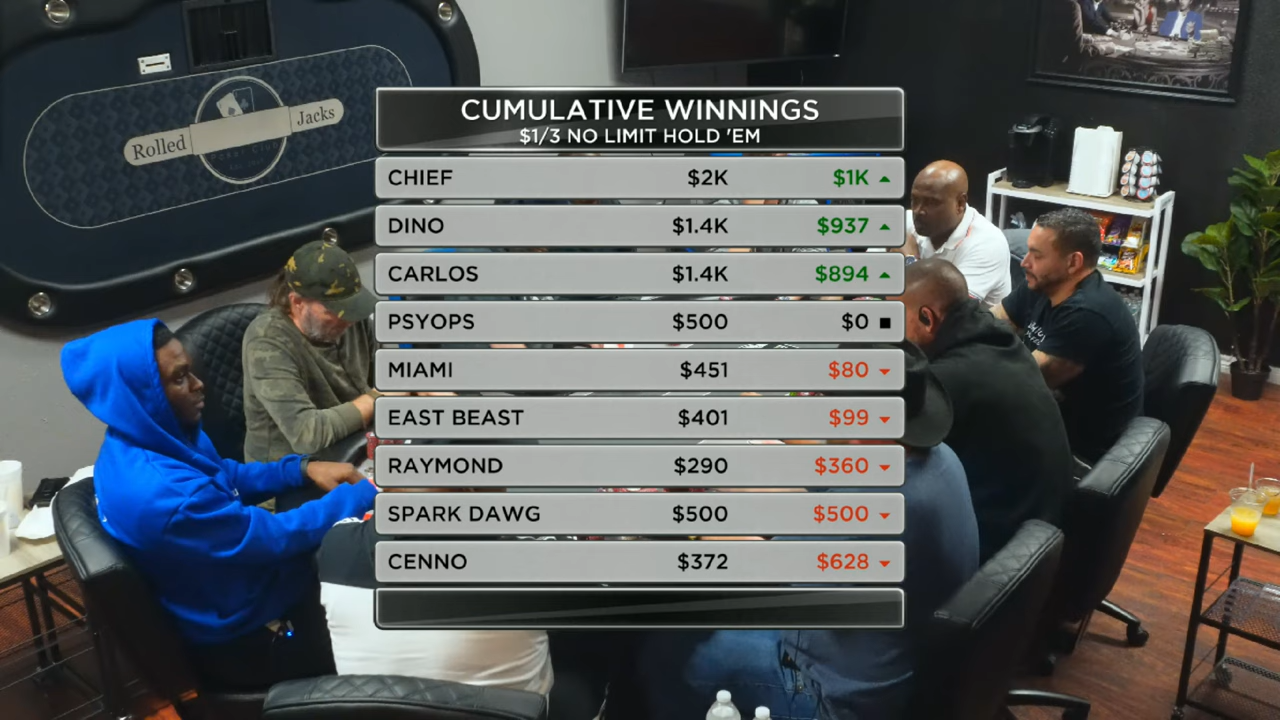 Rolled Jacks
CUMULATIVE WINNINGS
$1/3 NO LIMIT HOLD 'EM
CHIEF $2K $1K
DINO $1.4K $937
CARLOS $1.4K $894
PSYOPS $500 $0
MIAMI $451 $80
EAST BEAST $401 $99
RAYMOND $290 $360
SPARK DAWG $500 $500
CENNO $372 $628